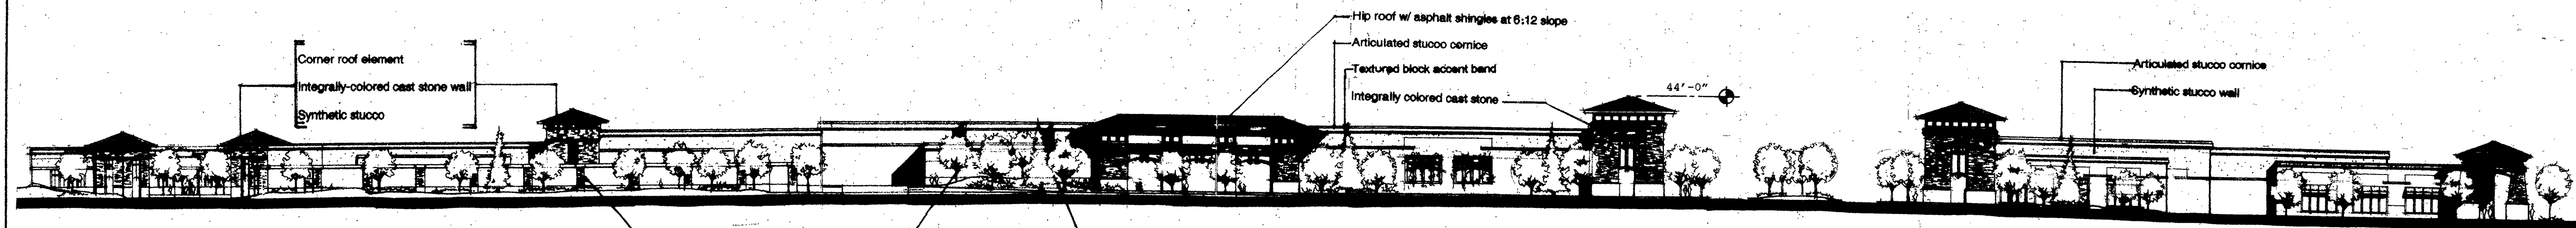 Corner roof element
Integrally-colored cast stone wall
Synthetic stucco
Hip roof w/ asphalt shingles at 6:12 slope
Articulated stucco cornice
Textured block accent band
Integrally colored cast stone
44'-0"
Articulated stucco cornice
Synthetic stucco wall